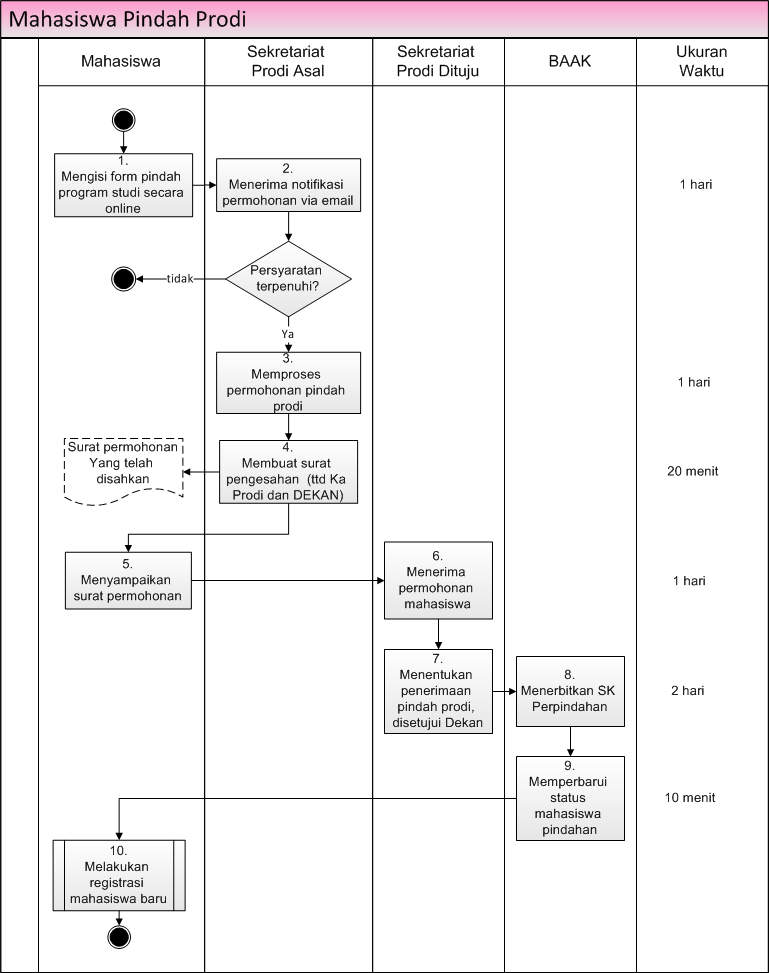 Mahasiswa Pindah Prodi
Mahasiswa
Sekretariat
Prodi Asal
Sekretariat
Prodi Dituju
BAAK
Ukuran
Waktu
1.
Mengisi form pindah
program studi secara
online
2.
Menerima notifikasi
permohonan via email
1 hari
Persyaratan
terpenuhi?
tidak
Ya
3.
Memproses
permohonan pindah
prodi
1 hari
Surat permohonan
Yang telah
disahkan
4.
Membuat surat
pengesahan (ttd Ka
Prodi dan DEKAN)
20 menit
5.
Menyampaikan
surat permohonan
6.
Menerima
permohonan
mahasiswa
1 hari
7.
Menentukan
penerimaan
pindah prodi,
disetujui Dekan
8.
Menerbitkan SK
Perpindahan
2 hari
9.
Memperbarui
status
mahasiswa
pindahan
10 menit
10.
Melakukan
registrasi
mahasiswa baru